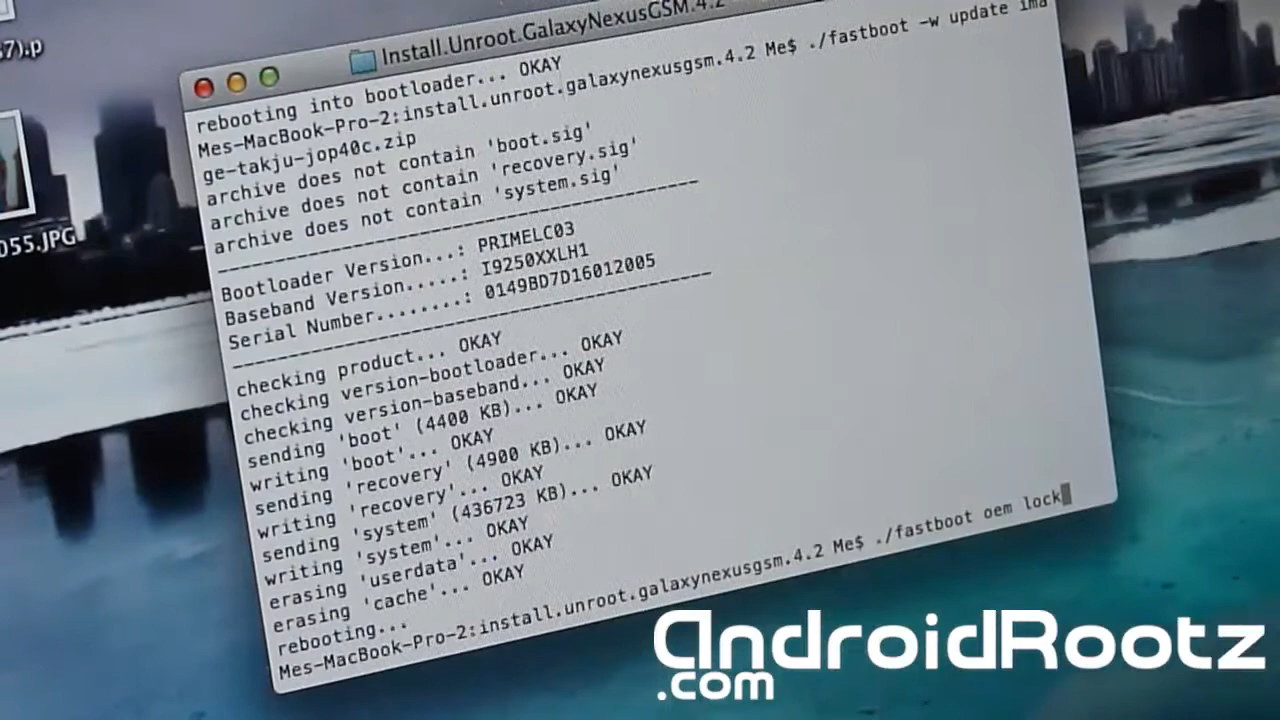 7).p
055.JPG
Install.Unroot.GalaxyNexusGSM.4.2
rebooting into bootloader... OKAY
Mes-MacBook-Pro-2:install.unroot.galaxynexusgsm.4.2 Me$ ./fastboot -w update ima
ge-takju-jop40c.zip
archive does not contain 'boot.sig'
archive does not contain 'recovery.sig'
archive does not contain 'system.sig'
--------------------------------------------
Bootloader Version...: PRIMELC03
Baseband Version.....: I9250XXLH1
Serial Number........: 0149BD7D16012005
--------------------------------------------
checking product... OKAY
checking version-bootloader... OKAY
checking version-baseband... OKAY
sending 'boot' (4400 KB)... OKAY
writing 'boot'... OKAY
sending 'recovery' (4900 KB)... OKAY
writing 'recovery'... OKAY
sending 'system' (436723 KB)... OKAY
writing 'system'... OKAY
erasing 'userdata'... OKAY
erasing 'cache'... OKAY
rebooting...
Mes-MacBook-Pro-2:install.unroot.galaxynexusgsm.4.2 Me$ ./fastboot oem lock
AndroidRootz
.com